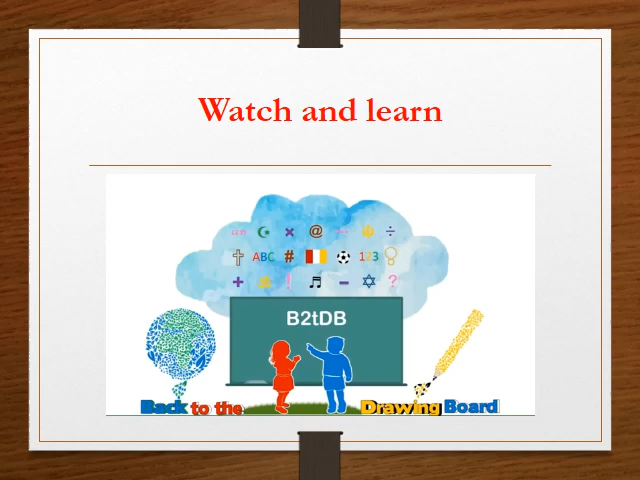 Watch and learn
@
ABC # 123
?
B2tDB
Back to the Drawing Board